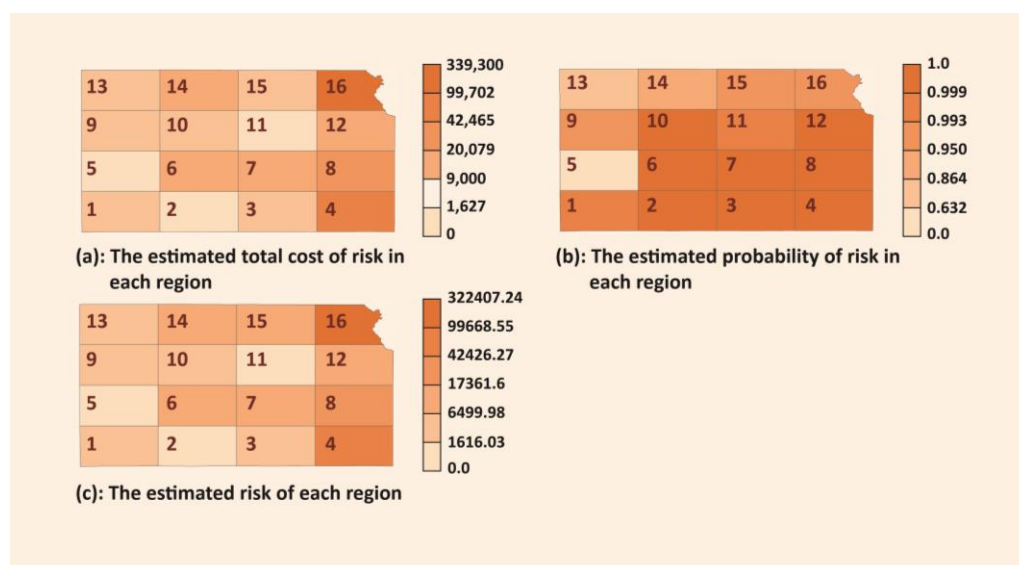 13 14 15 16
9 10 11 12
5 6 7 8
1 2 3 4
339,300
99,702
42,465
20,079
9,000
1,627
0
(a): The estimated total cost of risk in
each region
13 14 15 16
9 10 11 12
5 6 7 8
1 2 3 4
1.0
0.999
0.993
0.950
0.864
0.632
0.0
(b): The estimated probability of risk in
each region
13 14 15 16
9 10 11 12
5 6 7 8
1 2 3 4
322407.24
99668.55
42426.27
17361.6
6499.98
1616.03
0.0
(c): The estimated risk of each region